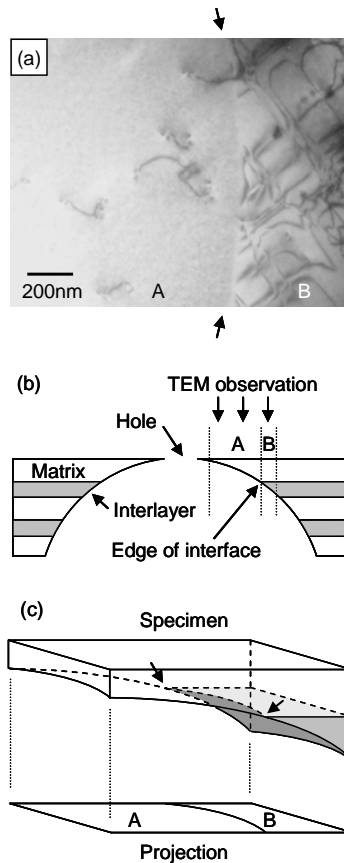 (a)
200nm
A
B
(b)
TEM observation
Hole
A
B
Matrix
Interlayer
Edge of interface
(c)
Specimen
A
B
Projection